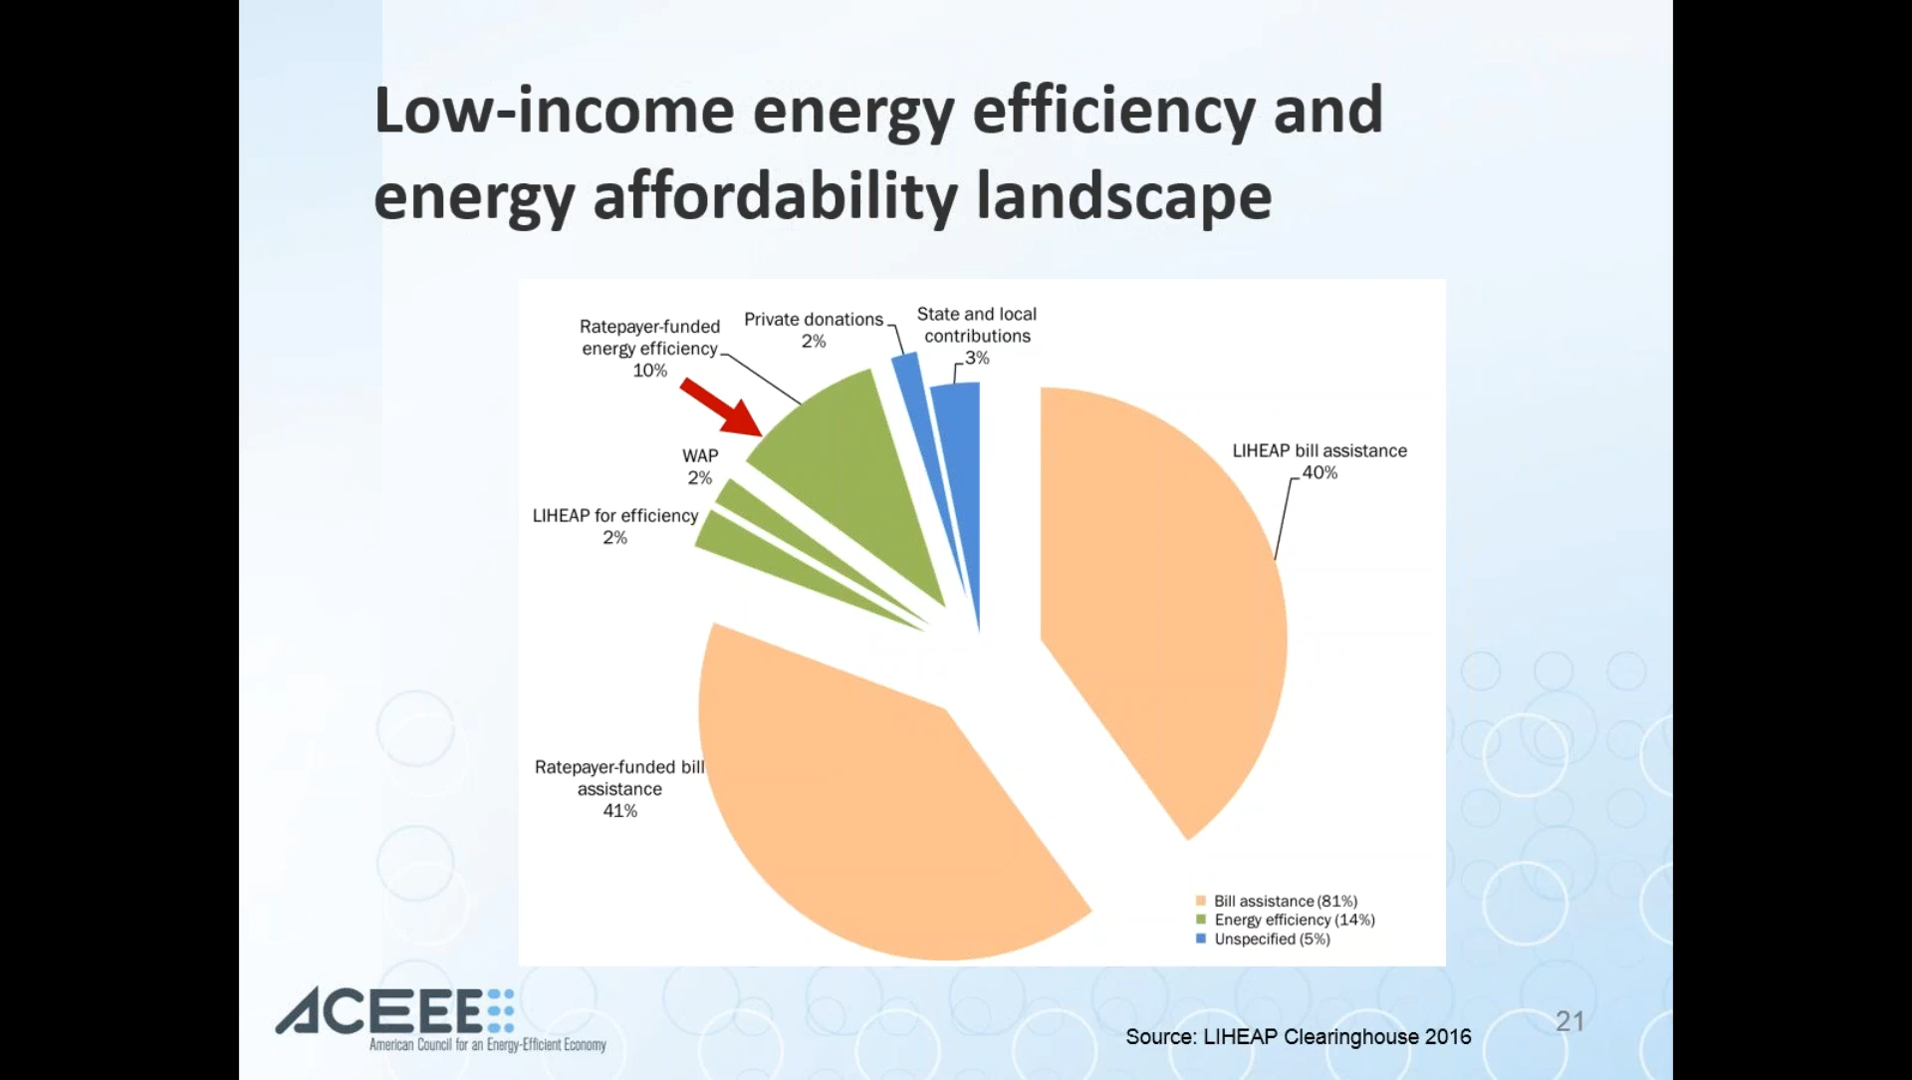 Low-income energy efficiency and
energy affordability landscape
Ratepayer-funded
energy efficiency
10%
Private donations
2%
State and local
contributions
3%
WAP
2%
LIHEAP for efficiency
2%
LIHEAP bill assistance
40%
Ratepayer-funded bill
assistance
41%
Bill assistance (81%)
Energy efficiency (14%)
Unspecified (5%)
ACEEE
American Council for an Energy-Efficient Economy
Source: LIHEAP Clearinghouse 2016
21